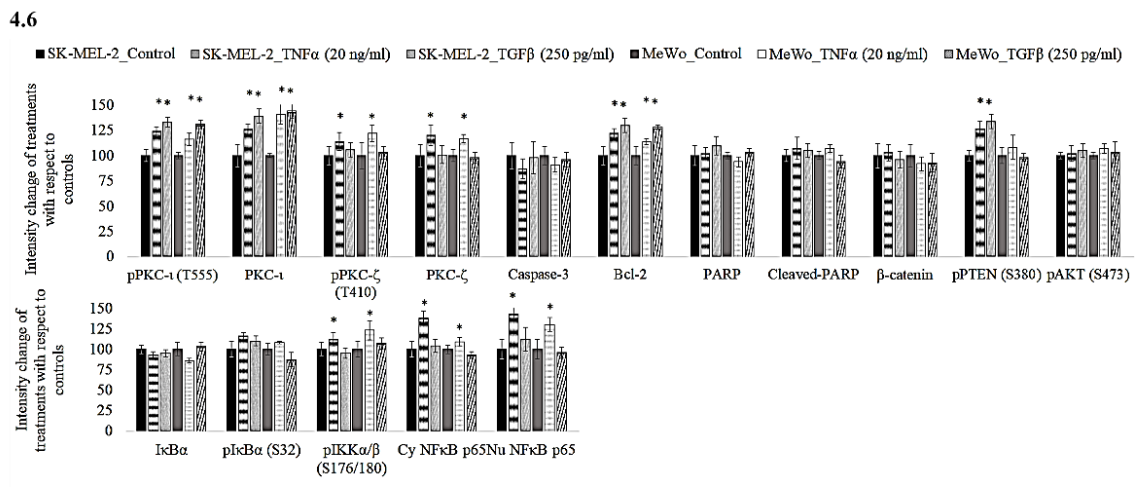 4.6
SK-MEL-2_Control SK-MEL-2_TNFα (20 ng/ml) SK-MEL-2_TGFβ (250 pg/ml) MeWo_Control MeWo_TNFα (20 ng/ml) MeWo_TGFβ (250 pg/ml)
Intensity change of treatments
with respect to
controls
150
125
100
75
50
25
0
* * * * * * * * * * * * * * * * * *
pPKC-ι (T555) PKC-ι pPKC-ζ PKC-ζ Caspase-3 Bcl-2 PARP Cleaved-PARP β-catenin pPTEN (S380) pAKT (S473)
(T410)
Intensity change of
treatments with respect to
controls
150
125
100
75
50
25
0
* * * * * *
IκBα pIκBα (S32) pIKKα/β Cy NFκB p65 Nu NFκB p65
(S176/180)